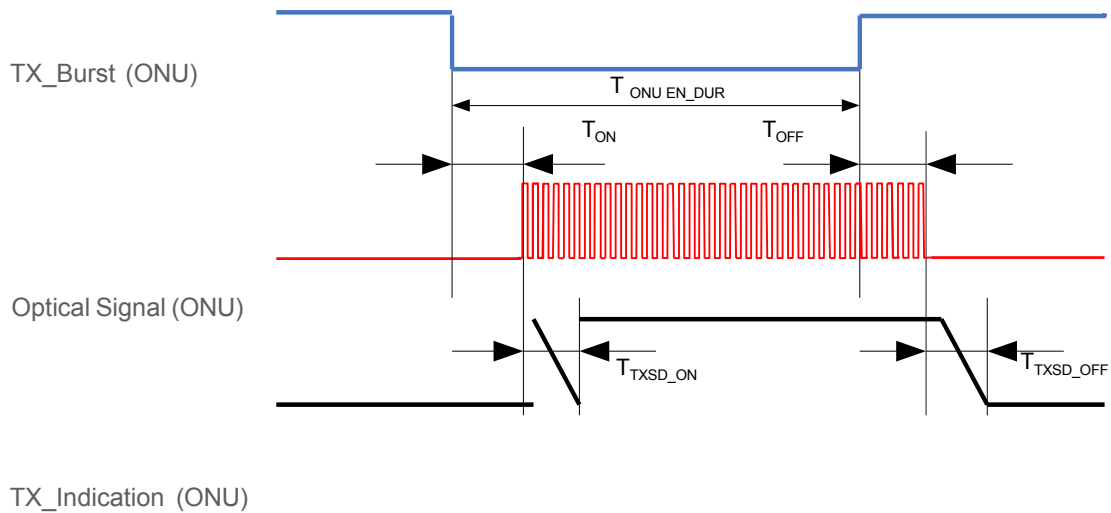 TX_Burst (ONU)
T ONU EN_DUR
TON
TOFF
Optical Signal (ONU)
TTXSD_ON
TTXSD_OFF
TX_Indication (ONU)